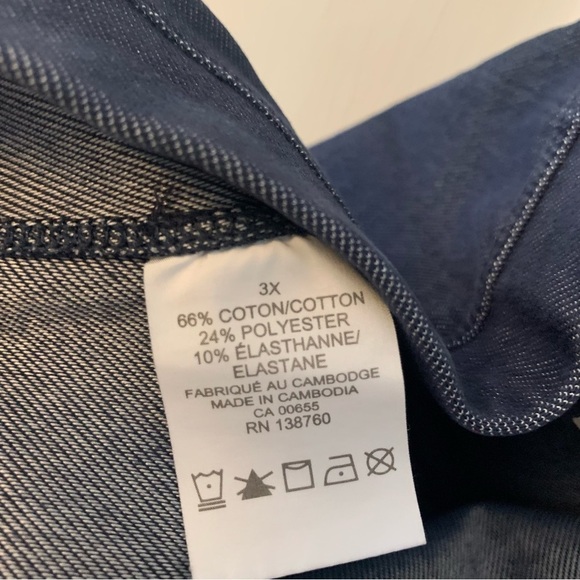 3X
66% COTON/COTTON
24% POLYESTER
10% ÉLASTHANNE/
ELASTANE
FABRIQUÉ AU CAMBODGE
MADE IN CAMBODIA
CA 00655
RN 138760